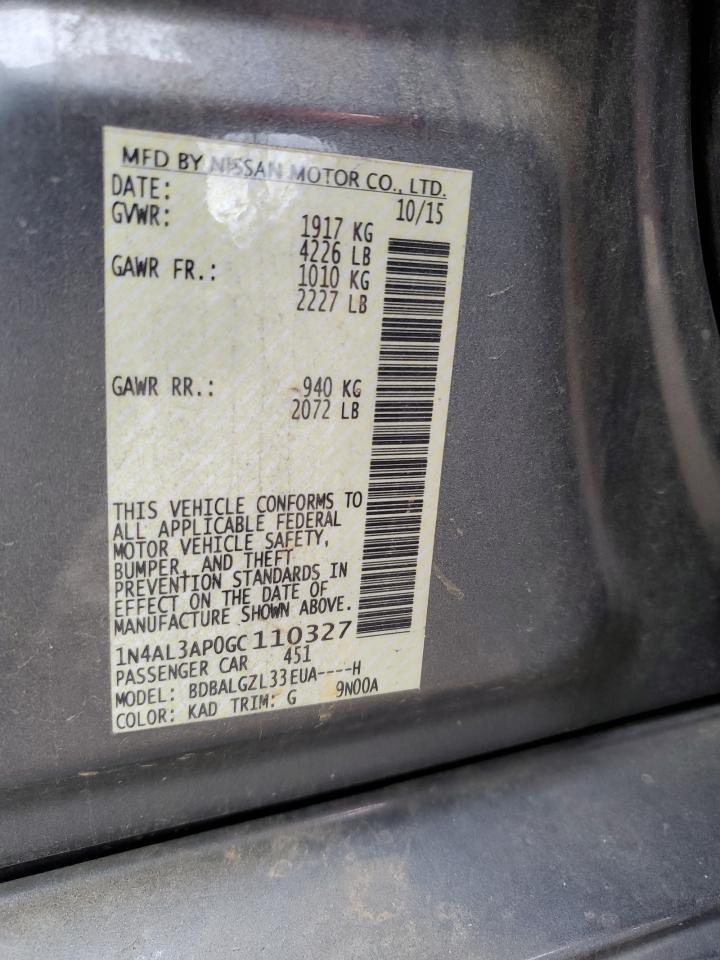 MFD BY NISSAN MOTOR CO., LTD.
DATE: 10/15
GVWR: 1917 KG
4226 LB
GAWR FR.: 1010 KG
2227 LB
GAWR RR.: 940 KG
2072 LB
THIS VEHICLE CONFORMS TO
ALL APPLICABLE FEDERAL
MOTOR VEHICLE SAFETY,
BUMPER, AND THEFT
PREVENTION STANDARDS IN
EFFECT ON THE DATE OF
MANUFACTURE SHOWN ABOVE.
1N4AL3AP0GC110327
PASSENGER CAR 451
MODEL: BDBALGZL33EUA----H
COLOR: KAD TRIM: G 9N00A